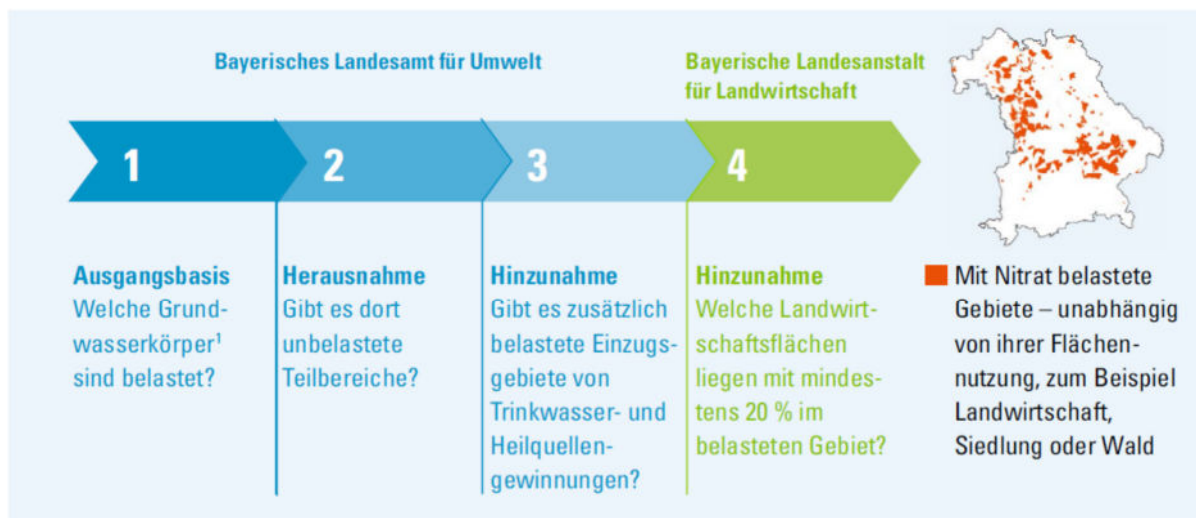 Bayerisches Landesamt für Umwelt
Bayerische Landesanstalt
für Landwirtschaft
1
2
3
4
Ausgangsbasis
Welche Grund-
wasserkörper¹
sind belastet?
Herausnahme
Gibt es dort
unbelastete
Teilbereiche?
Hinzunahme
Gibt es zusätzlich
belastete Einzugs-
gebiete von
Trinkwasser- und
Heilquellen-
gewinnungen?
Hinzunahme
Welche Landwirt-
schaftsflächen
liegen mit mindes-
tens 20 % im
belasteten Gebiet?
Mit Nitrat belastete
Gebiete – unabhängig
von ihrer Flächen-
nutzung, zum Beispiel
Landwirtschaft,
Siedlung oder Wald